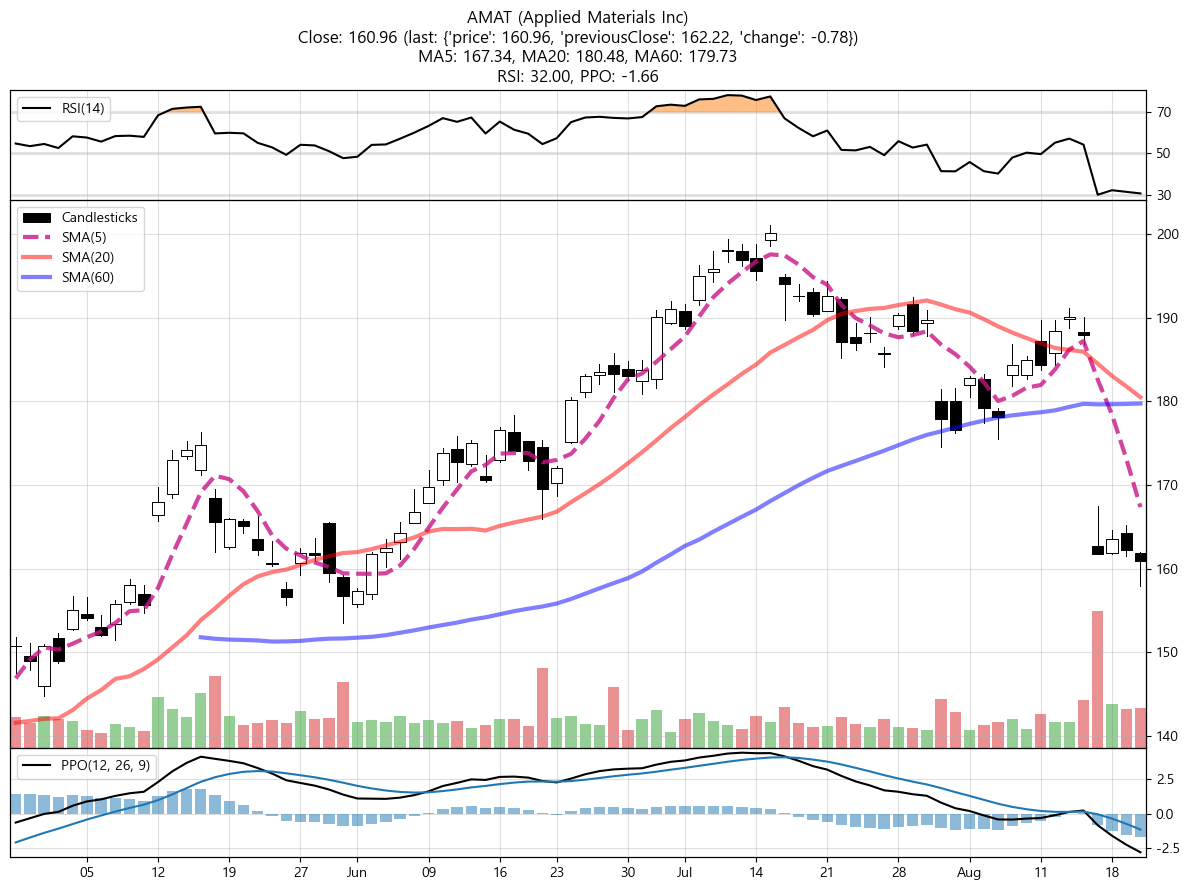 AMAT (Applied Materials Inc)
Close: 160.96 (last: {'price': 160.96, 'previousClose': 162.22, 'change': -0.78})
MA5: 167.34, MA20: 180.48, MA60: 179.73
RSI: 32.00, PPO: -1.66
RSI(14)
70
50
30
Candlesticks
SMA(5)
SMA(20)
SMA(60)
200
190
180
170
160
150
140
PPO(12, 26, 9)
2.5
0.0
−2.5
05 12 19 27 Jun 09 16 23 30 Jul 14 21 28 Aug 11 18